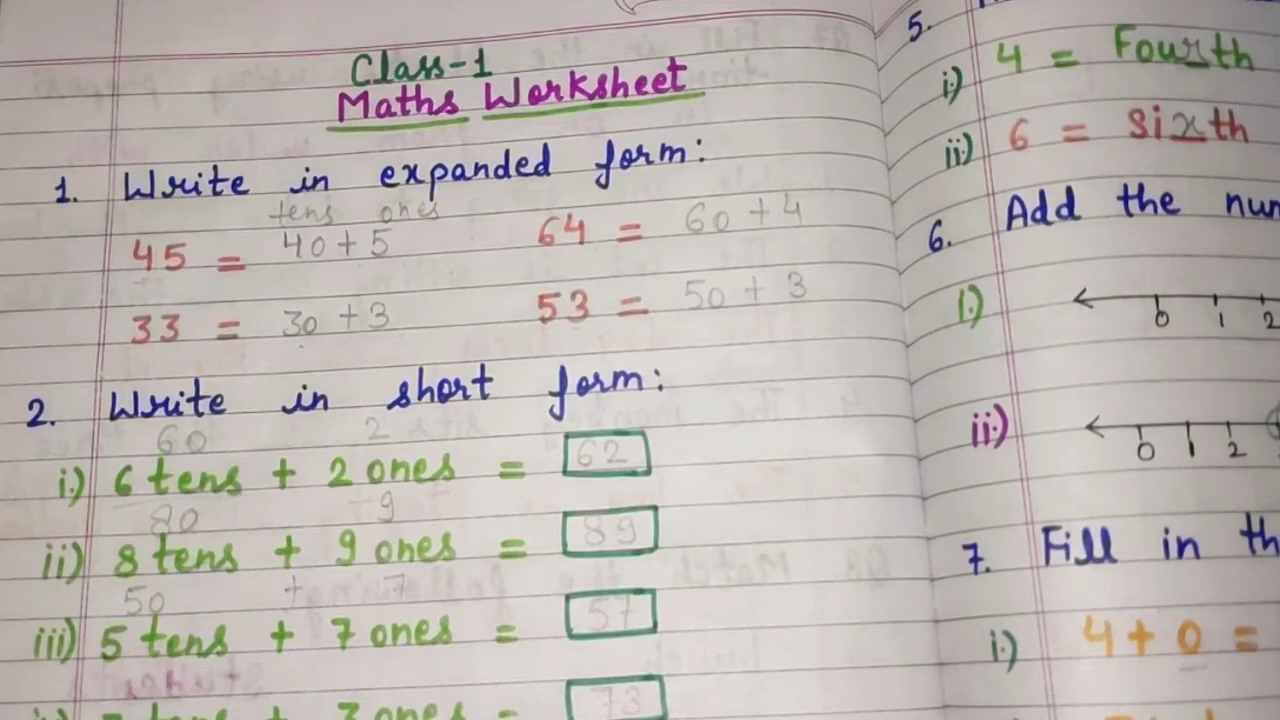 Class-1
Maths Worksheet
1. Write in expanded form:
tens ones
45 = 40 + 5 64 = 60 + 4
33 = 30 + 3 53 = 50 + 3
2. Write in short form:
60 2
i) 6 tens + 2 ones = 62
80 9
ii) 8 tens + 9 ones = 89
50 + 7
iii) 5 tens + 7 ones = 57
tens + 3 ones = 73
5.
i) 4 = Fourth
ii) 6 = Sixth
6. Add the
i) 0 1 2
ii) 0 1 2
7. Fill in
i) 4 + 0 =